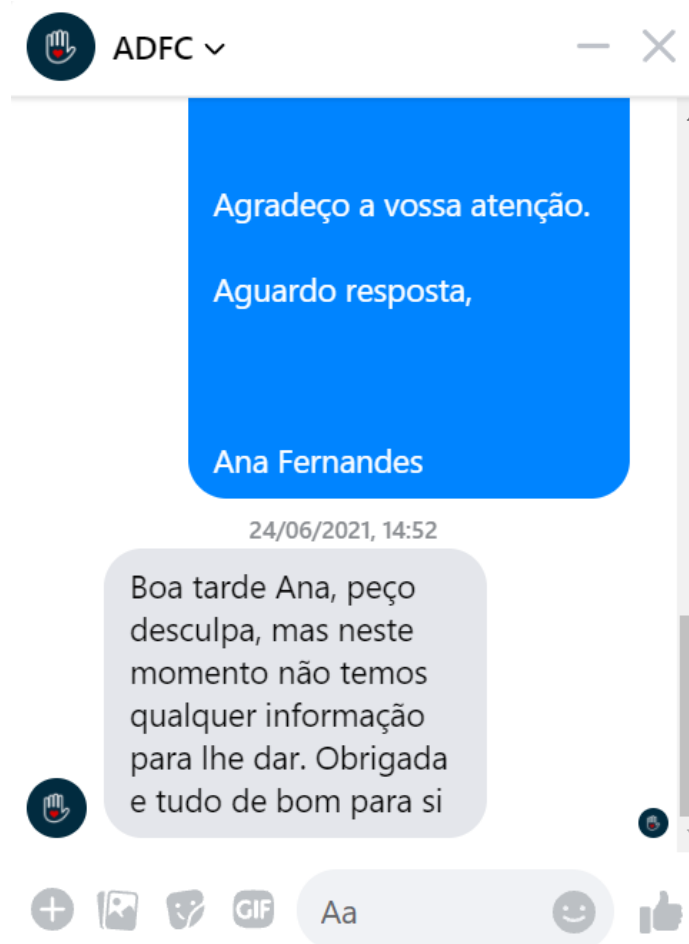 ADFC
Agradeço a vossa atenção.
Aguardo resposta,
Ana Fernandes
24/06/2021, 14:52
Boa tarde Ana, peço
desculpa, mas neste
momento não temos
qualquer informação
para lhe dar. Obrigada
e tudo de bom para si
GIF
Aa